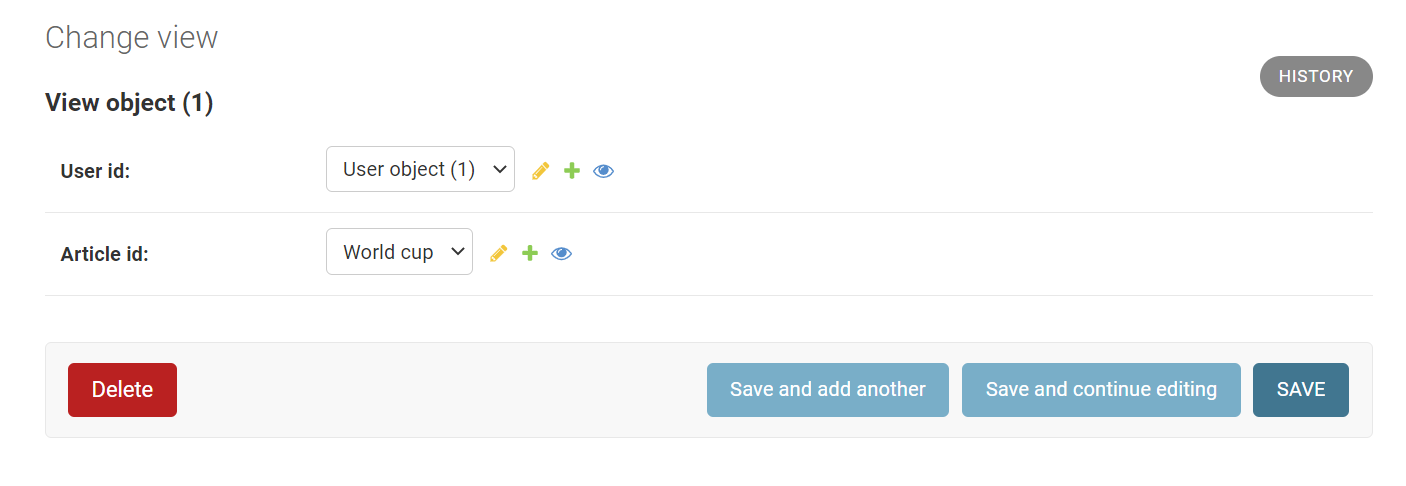 Change view
HISTORY
View object (1)
User id:
User object (1)
Article id:
World cup
Delete
Save and add another
Save and continue editing
SAVE